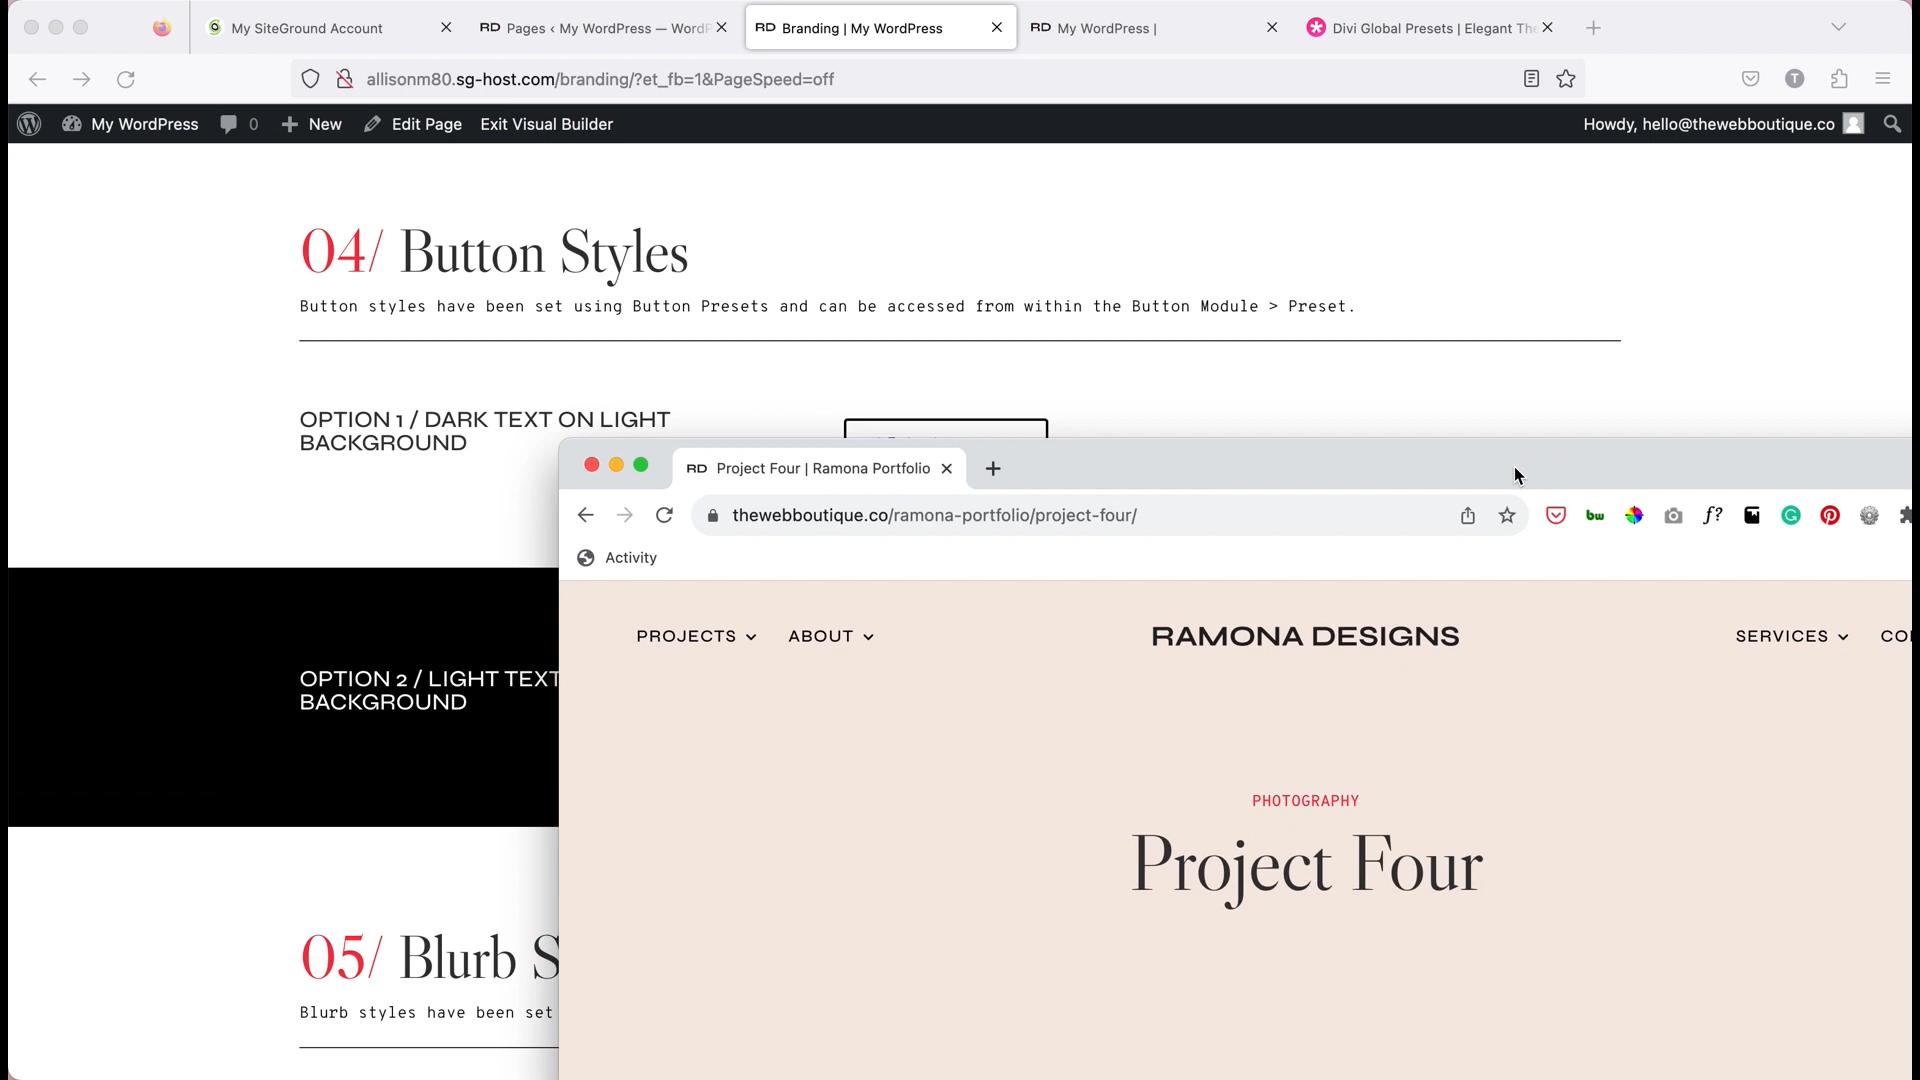 My SiteGround Account
RD Pages ‹ My WordPress — WordP
RD Branding | My WordPress
RD My WordPress |
Divi Global Presets | Elegant The
allisonm80.sg-host.com/branding/?et_fb=1&PageSpeed=off
T
My WordPress
0
New
Edit Page
Exit Visual Builder
Howdy, hello@thewebboutique.co
04/ Button Styles
Button styles have been set using Button Presets and can be accessed from within the Button Module > Preset.
OPTION 1 / DARK TEXT ON LIGHT
BACKGROUND
RD Project Four | Ramona Portfolio
thewebboutique.co/ramona-portfolio/project-four/
bw
f?
Activity
PROJECTS
ABOUT
RAMONA DESIGNS
SERVICES
OPTION 2 / LIGHT TEXT
BACKGROUND
PHOTOGRAPHY
Project Four
05/ Blurb S
Blurb styles have been set